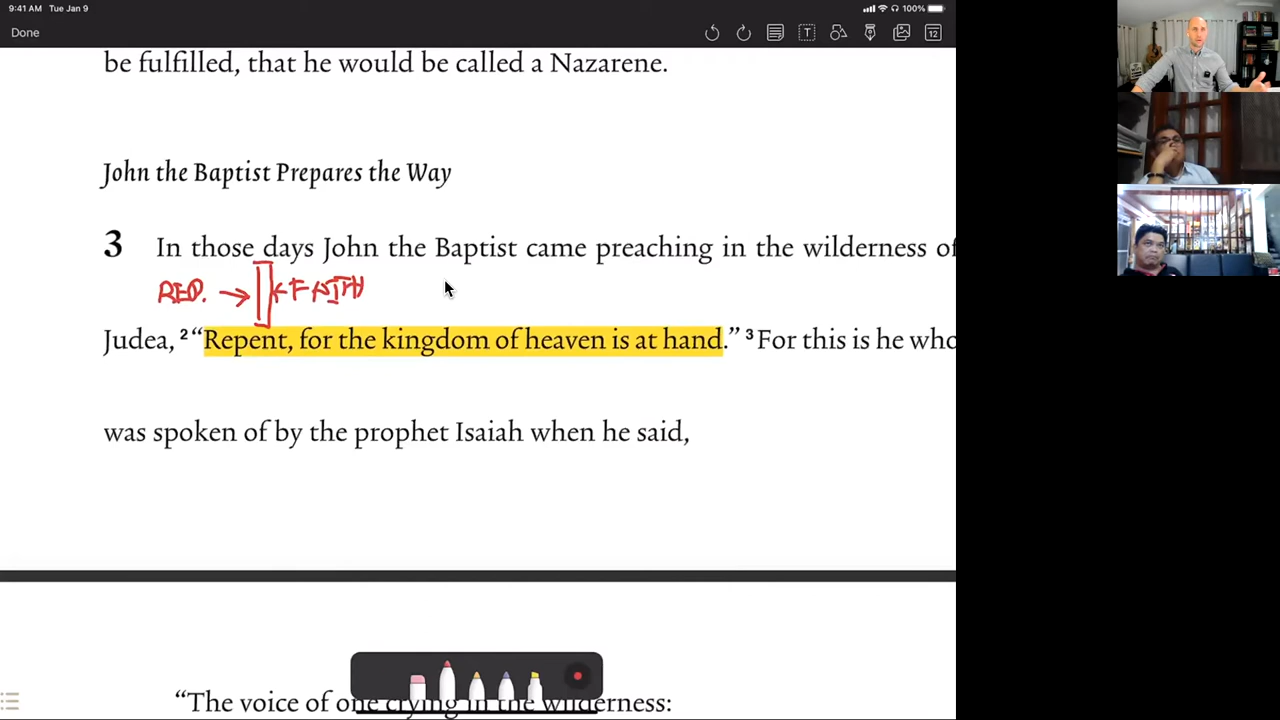 9:41 AM Tue Jan 9
100%
Done
T
12
be fulfilled, that he would be called a Nazarene.
John the Baptist Prepares the Way
3 In those days John the Baptist came preaching in the wilderness of
REP. → ← FAITH
Judea, 2 “Repent, for the kingdom of heaven is at hand.” 3 For this is he who
was spoken of by the prophet Isaiah when he said,
“The voice of one crying in the wilderness: